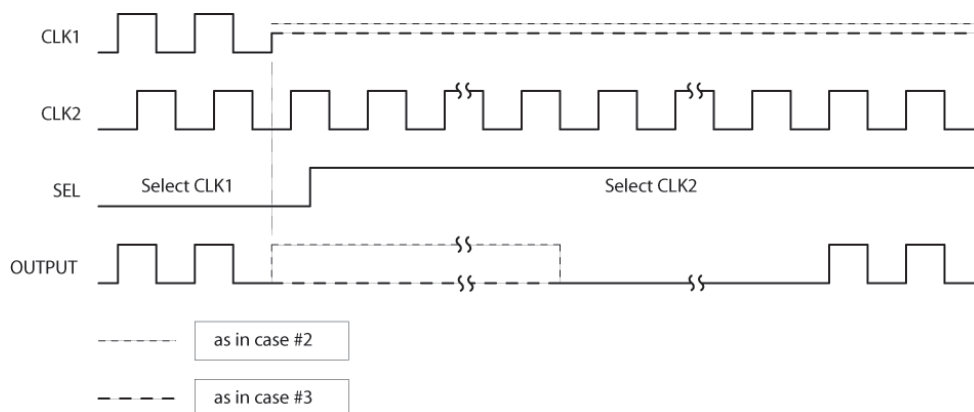 CLK1
CLK2
SEL
Select CLK1
Select CLK2
OUTPUT
as in case #2
as in case #3